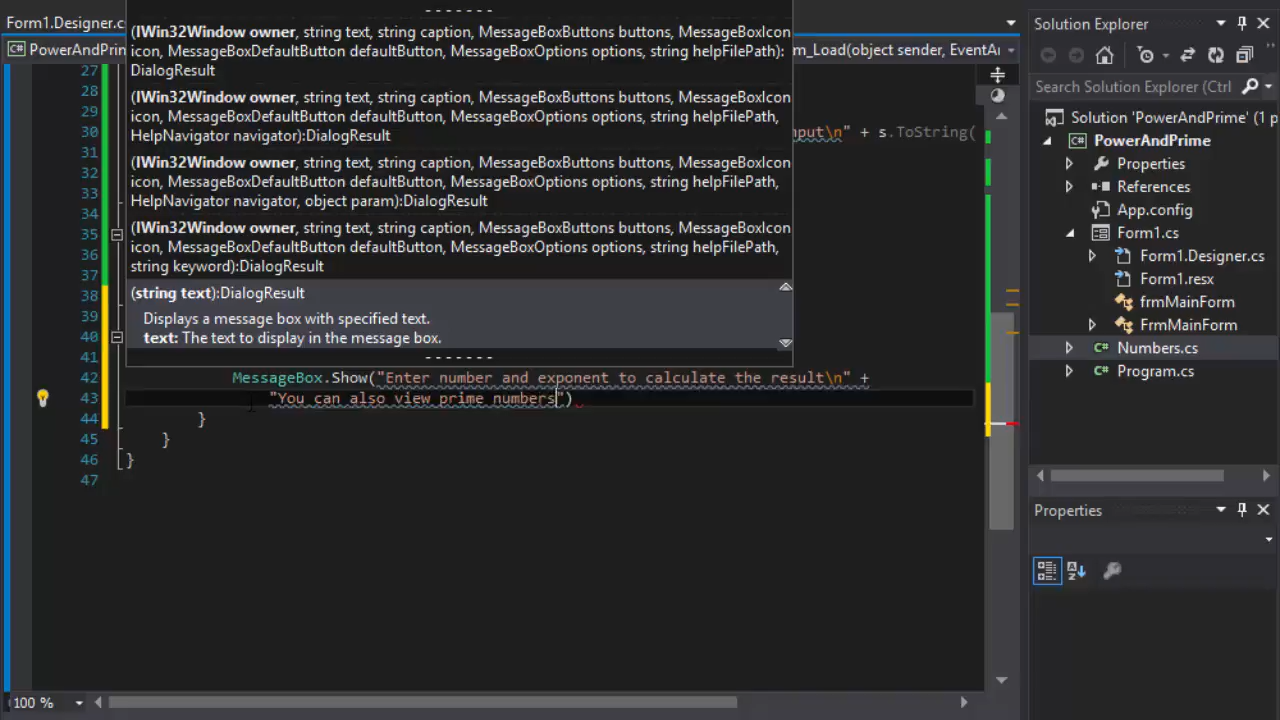 Form1.Designer.c
PowerAndPrin
m_Load(object sender, EventAr
-------
(IWin32Window owner, string text, string caption, MessageBoxButtons buttons, MessageBoxIcon
icon, MessageBoxDefaultButton defaultButton, MessageBoxOptions options, string helpFilePath):
DialogResult
(IWin32Window owner, string text, string caption, MessageBoxButtons buttons, MessageBoxIcon
icon, MessageBoxDefaultButton defaultButton, MessageBoxOptions options, string helpFilePath,
HelpNavigator navigator):DialogResult
(IWin32Window owner, string text, string caption, MessageBoxButtons buttons, MessageBoxIcon
icon, MessageBoxDefaultButton defaultButton, MessageBoxOptions options, string helpFilePath,
HelpNavigator navigator, object param):DialogResult
(IWin32Window owner, string text, string caption, MessageBoxButtons buttons, MessageBoxIcon
icon, MessageBoxDefaultButton defaultButton, MessageBoxOptions options, string helpFilePath,
string keyword):DialogResult
(string text):DialogResult
Displays a message box with specified text.
text: The text to display in the message box.
-------
27
28
29
30 nput\n" + s.ToString(
31
32
33
34
35
36
37
38
39
40
41
42 MessageBox.Show("Enter number and exponent to calculate the result\n" +
43 "You can also view prime numbers")
44 }
45 }
46 }
47
100 %
Solution Explorer
Search Solution Explorer (Ctrl
Solution 'PowerAndPrime' (1 p
PowerAndPrime
Properties
References
App.config
Form1.cs
Form1.Designer.cs
Form1.resx
frmMainForm
FrmMainForm
Numbers.cs
Program.cs
Properties